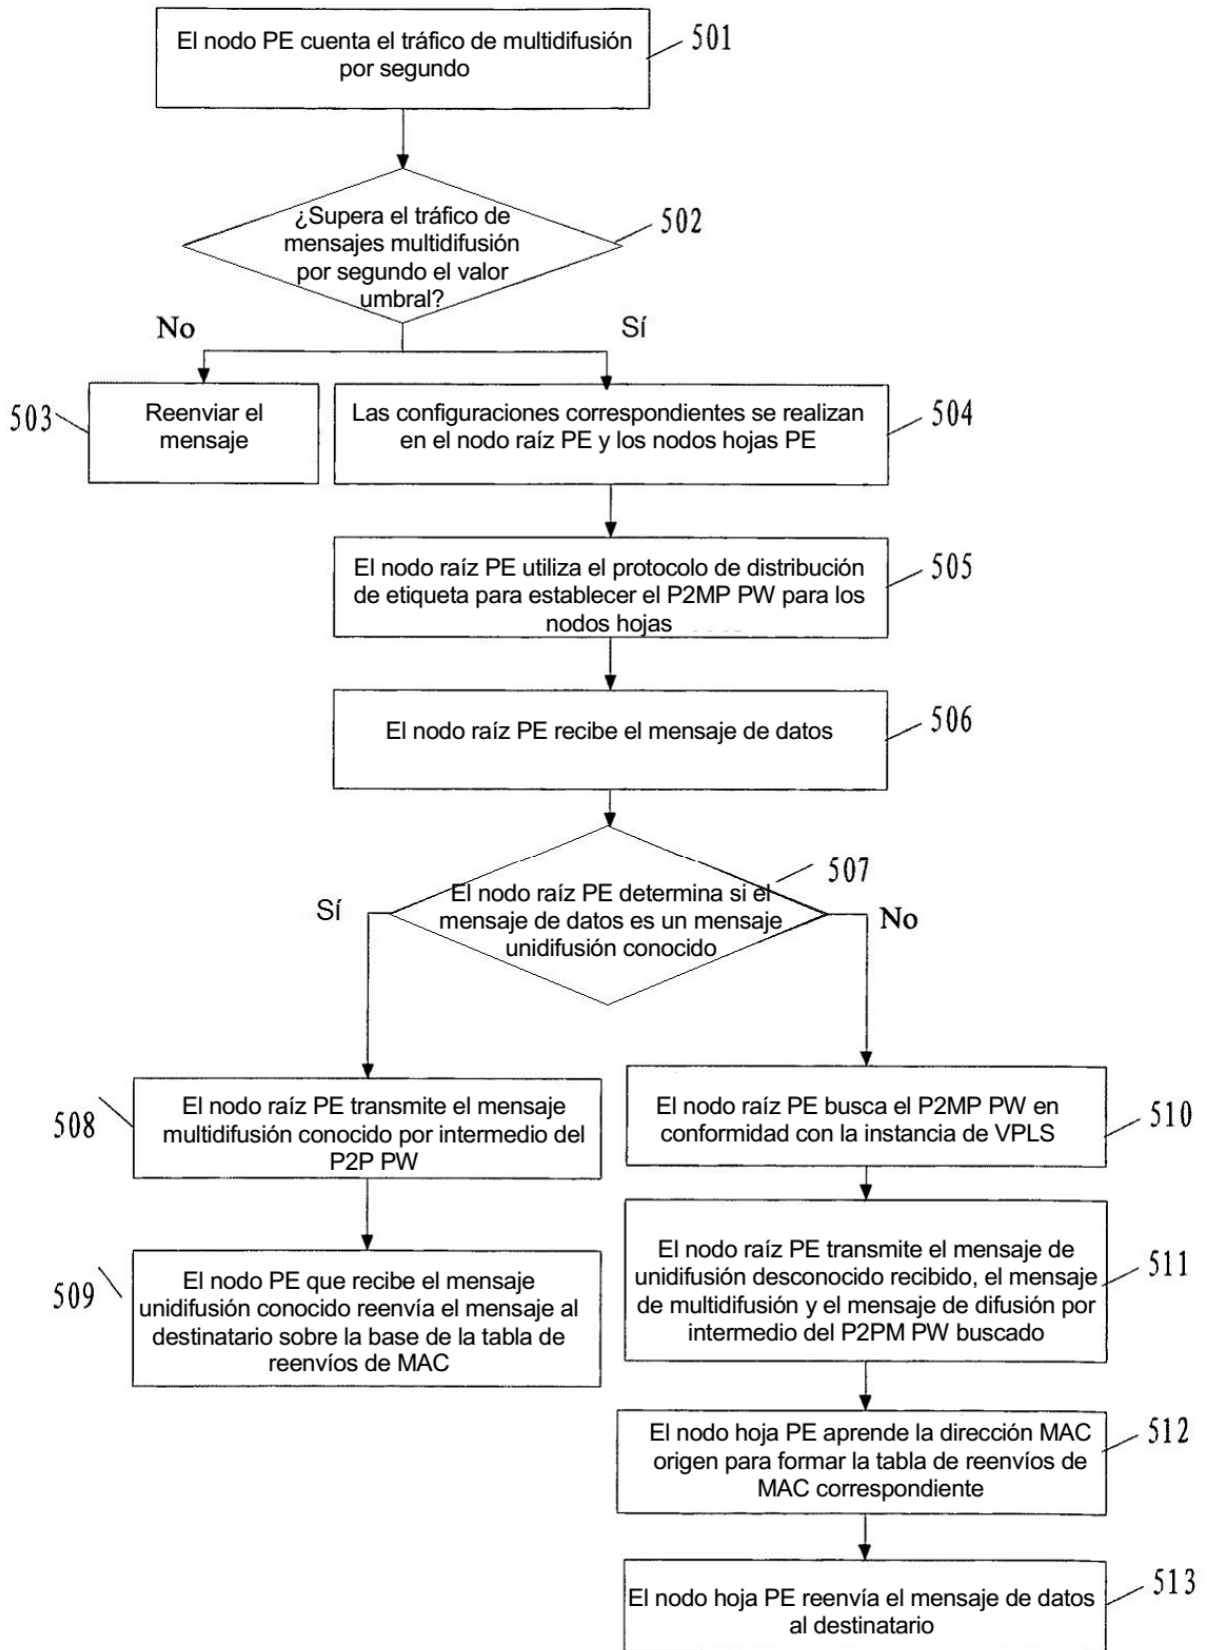 El nodo PE cuenta el tráfico de multidifusión
por segundo
501
¿Supera el tráfico de
mensajes multidifusión
por segundo el valor
umbral?
502
No
Sí
503
Reenviar el
mensaje
Las configuraciones correspondientes se realizan
en el nodo raíz PE y los nodos hojas PE
504
El nodo raíz PE utiliza el protocolo de distribución
de etiqueta para establecer el P2MP PW para los
nodos hojas
505
El nodo raíz PE recibe el mensaje de datos
506
El nodo raíz PE determina si el
mensaje de datos es un mensaje
unidifusión conocido
507
Sí
No
508
El nodo raíz PE transmite el mensaje
multidifusión conocido por intermedio del
P2P PW
El nodo raíz PE busca el P2MP PW en
conformidad con la instancia de VPLS
510
509
El nodo PE que recibe el mensaje
unidifusión conocido reenvía el mensaje al
destinatario sobre la base de la tabla de
reenvíos de MAC
El nodo raíz PE transmite el mensaje de
unidifusión desconocido recibido, el mensaje
de multidifusión y el mensaje de difusión por
intermedio del P2PM PW buscado
511
El nodo hoja PE aprende la dirección MAC
origen para formar la tabla de reenvíos de
MAC correspondiente
512
El nodo hoja PE reenvía el mensaje de datos
al destinatario
513